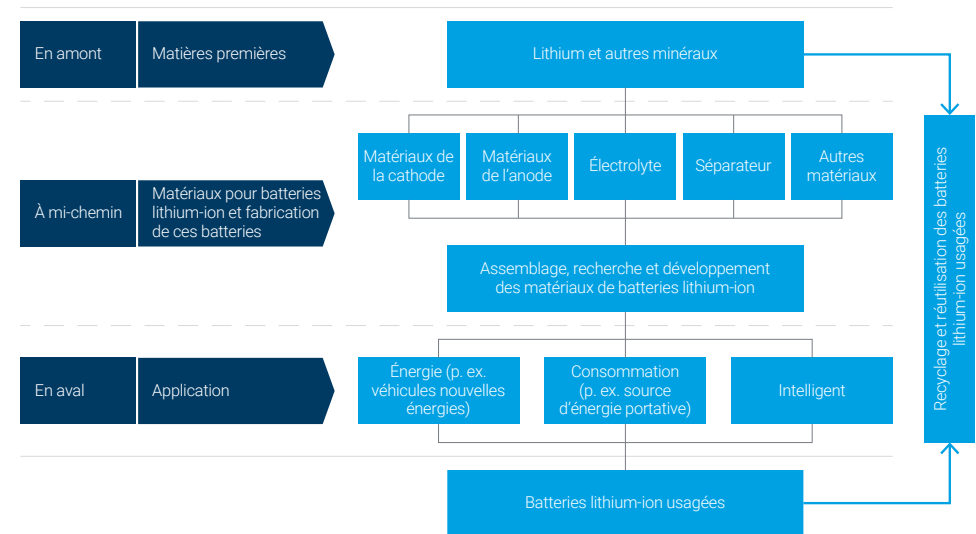 En amont
Matières premières
Lithium et autres minéraux
À mi-chemin
Matériaux pour batteries
lithium-ion et fabrication
de ces batteries
Matériaux de
la cathode
Matériaux
de l'anode
Électrolyte
Séparateur
Autres
matériaux
Assemblage, recherche et développement
des matériaux de batteries lithium-ion
En aval
Application
Énergie (p. ex.
véhicules nouvelles
énergies)
Consommation
(p. ex. source
d'énergie portative)
Intelligent
Batteries lithium-ion usagées
Recyclage et réutilisation des batteries
lithium-ion usagées